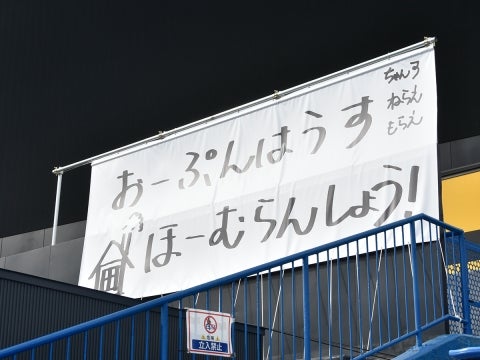 おーぷんはうす
ほーむらんしょう!
ちゃんす
ねらえ
もらえ
立入禁止